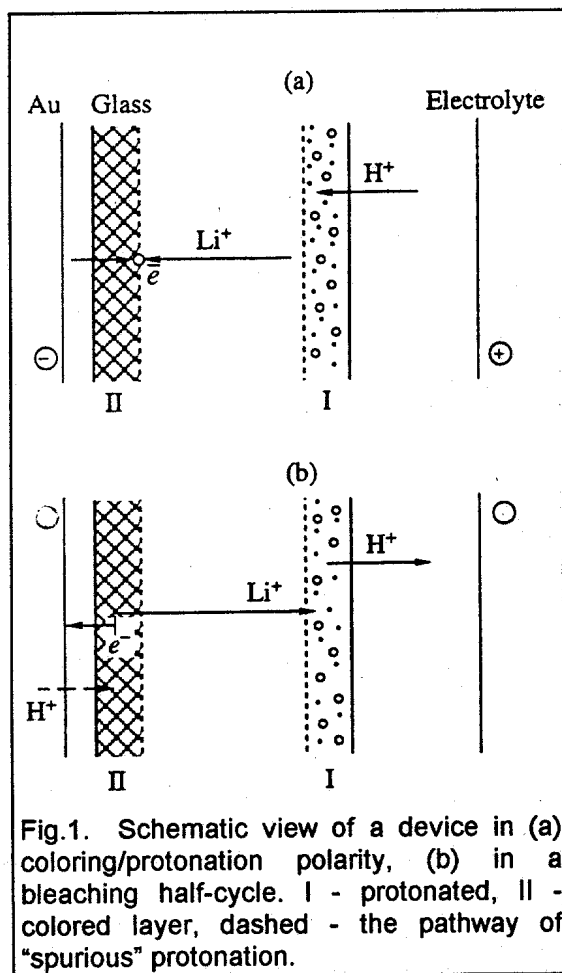 (a)
Au Glass Electrolyte
H+
Li+
ē
−
+
II I
(b)
H+
Li+
e−
H+
II I
Fig.1. Schematic view of a device in (a)
coloring/protonation polarity, (b) in a
bleaching half-cycle. I - protonated, II -
colored layer, dashed - the pathway of
"spurious" protonation.